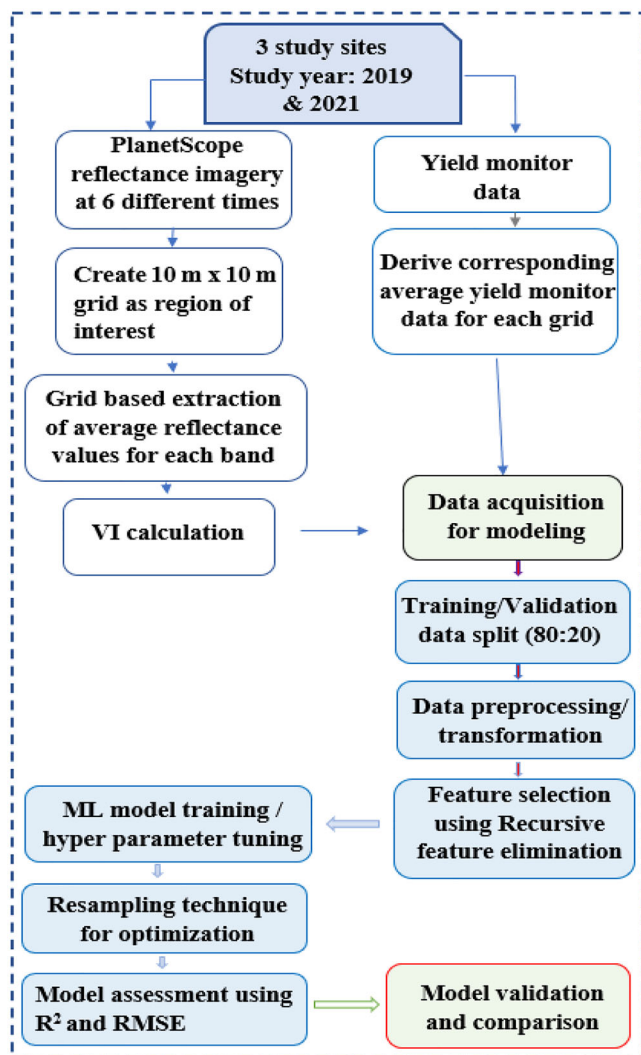 3 study sites
Study year: 2019
& 2021
PlanetScope
reflectance imagery
at 6 different times
Yield monitor
data
Create 10 m x 10 m
grid as region of
interest
Derive corresponding
average yield monitor
data for each grid
Grid based extraction
of average reflectance
values for each band
VI calculation
Data acquisition
for modeling
Training/Validation
data split (80:20)
Data preprocessing/
transformation
Feature selection
using Recursive
feature elimination
ML model training /
hyper parameter tuning
Resampling technique
for optimization
Model assessment using
R² and RMSE
Model validation
and comparison